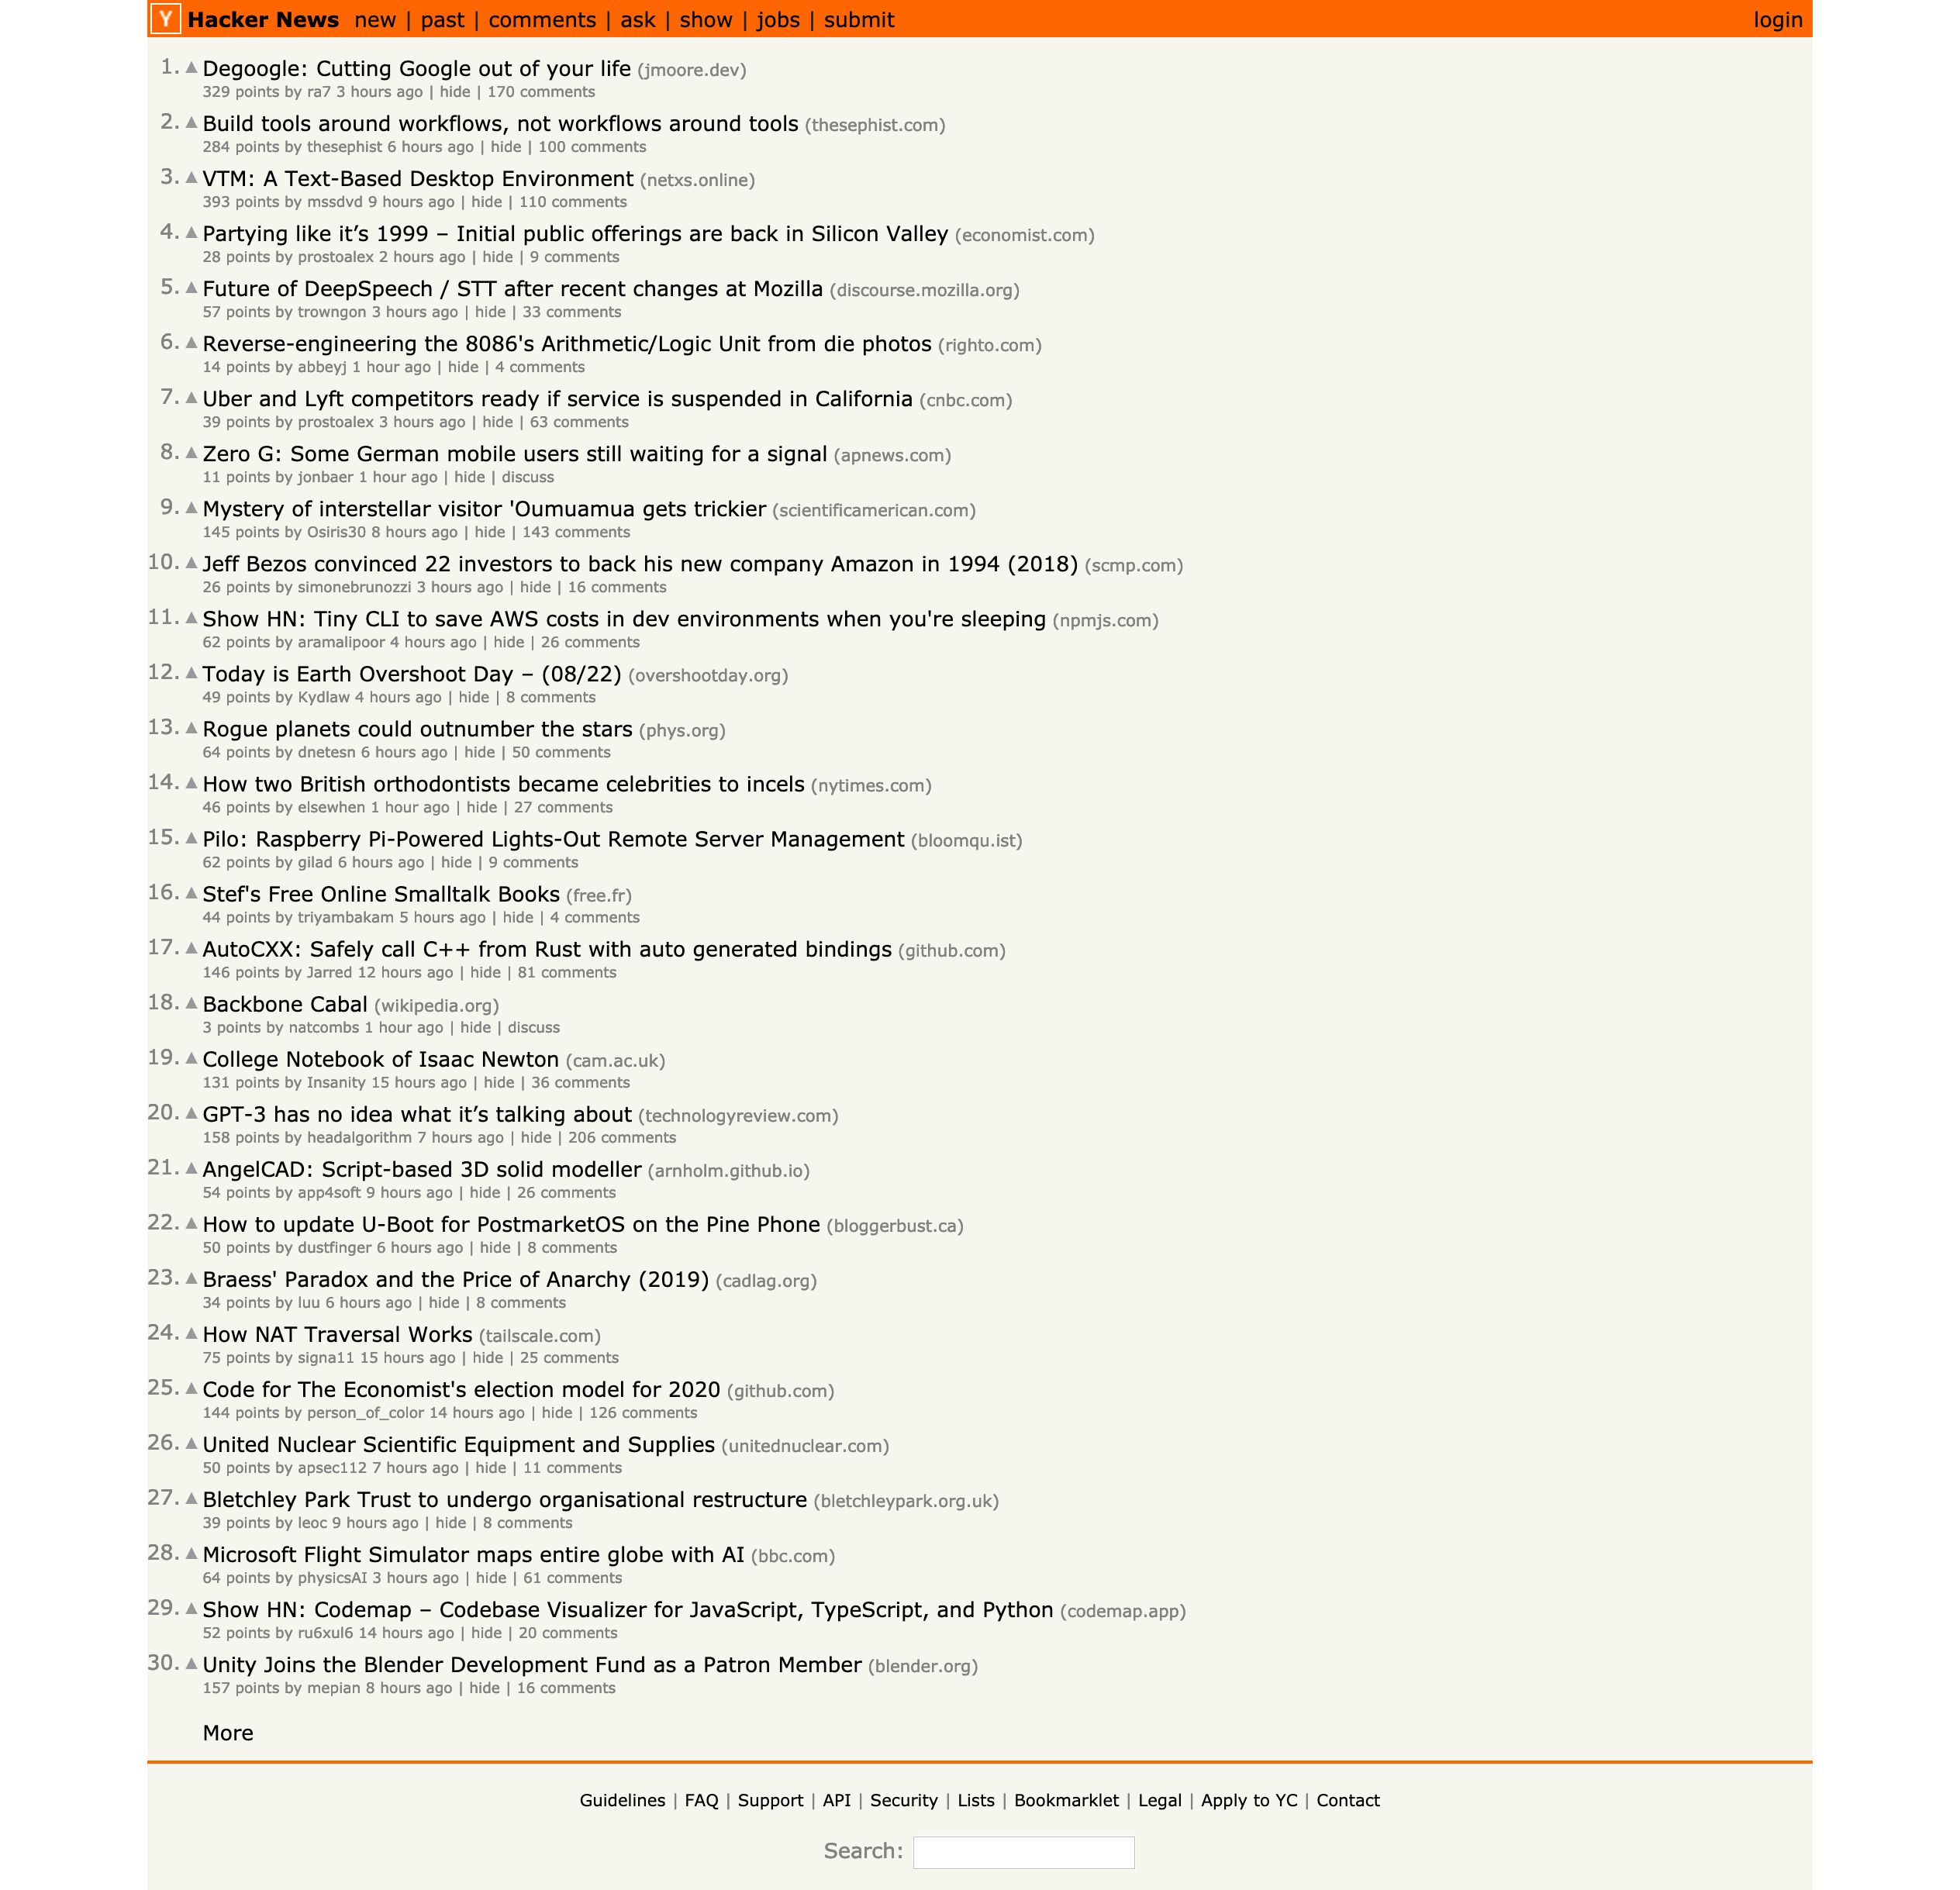 Y Hacker News new | past | comments | ask | show | jobs | submit login
1. ▲ Degoogle: Cutting Google out of your life (jmoore.dev)
329 points by ra7 3 hours ago | hide | 170 comments
2. ▲ Build tools around workflows, not workflows around tools (thesephist.com)
284 points by thesephist 6 hours ago | hide | 100 comments
3. ▲ VTM: A Text-Based Desktop Environment (netxs.online)
393 points by mssdvd 9 hours ago | hide | 110 comments
4. ▲ Partying like it’s 1999 – Initial public offerings are back in Silicon Valley (economist.com)
28 points by prostoalex 2 hours ago | hide | 9 comments
5. ▲ Future of DeepSpeech / STT after recent changes at Mozilla (discourse.mozilla.org)
57 points by trowngon 3 hours ago | hide | 33 comments
6. ▲ Reverse-engineering the 8086's Arithmetic/Logic Unit from die photos (righto.com)
14 points by abbeyj 1 hour ago | hide | 4 comments
7. ▲ Uber and Lyft competitors ready if service is suspended in California (cnbc.com)
39 points by prostoalex 3 hours ago | hide | 63 comments
8. ▲ Zero G: Some German mobile users still waiting for a signal (apnews.com)
11 points by jonbaer 1 hour ago | hide | discuss
9. ▲ Mystery of interstellar visitor 'Oumuamua gets trickier (scientificamerican.com)
145 points by Osiris30 8 hours ago | hide | 143 comments
10. ▲ Jeff Bezos convinced 22 investors to back his new company Amazon in 1994 (2018) (scmp.com)
26 points by simonebrunozzi 3 hours ago | hide | 16 comments
11. ▲ Show HN: Tiny CLI to save AWS costs in dev environments when you're sleeping (npmjs.com)
62 points by aramalipoor 4 hours ago | hide | 26 comments
12. ▲ Today is Earth Overshoot Day – (08/22) (overshootday.org)
49 points by Kydlaw 4 hours ago | hide | 8 comments
13. ▲ Rogue planets could outnumber the stars (phys.org)
64 points by dnetesn 6 hours ago | hide | 50 comments
14. ▲ How two British orthodontists became celebrities to incels (nytimes.com)
46 points by elsewhen 1 hour ago | hide | 27 comments
15. ▲ Pilo: Raspberry Pi-Powered Lights-Out Remote Server Management (bloomqu.ist)
62 points by gilad 6 hours ago | hide | 9 comments
16. ▲ Stef's Free Online Smalltalk Books (free.fr)
44 points by triyambakam 5 hours ago | hide | 4 comments
17. ▲ AutoCXX: Safely call C++ from Rust with auto generated bindings (github.com)
146 points by Jarred 12 hours ago | hide | 81 comments
18. ▲ Backbone Cabal (wikipedia.org)
3 points by natcombs 1 hour ago | hide | discuss
19. ▲ College Notebook of Isaac Newton (cam.ac.uk)
131 points by Insanity 15 hours ago | hide | 36 comments
20. ▲ GPT-3 has no idea what it’s talking about (technologyreview.com)
158 points by headalgorithm 7 hours ago | hide | 206 comments
21. ▲ AngelCAD: Script-based 3D solid modeller (arnholm.github.io)
54 points by app4soft 9 hours ago | hide | 26 comments
22. ▲ How to update U-Boot for PostmarketOS on the Pine Phone (bloggerbust.ca)
50 points by dustfinger 6 hours ago | hide | 8 comments
23. ▲ Braess' Paradox and the Price of Anarchy (2019) (cadlag.org)
34 points by luu 6 hours ago | hide | 8 comments
24. ▲ How NAT Traversal Works (tailscale.com)
75 points by signa11 15 hours ago | hide | 25 comments
25. ▲ Code for The Economist's election model for 2020 (github.com)
144 points by person_of_color 14 hours ago | hide | 126 comments
26. ▲ United Nuclear Scientific Equipment and Supplies (unitednuclear.com)
50 points by apsec112 7 hours ago | hide | 11 comments
27. ▲ Bletchley Park Trust to undergo organisational restructure (bletchleypark.org.uk)
39 points by leoc 9 hours ago | hide | 8 comments
28. ▲ Microsoft Flight Simulator maps entire globe with AI (bbc.com)
64 points by physicsAI 3 hours ago | hide | 61 comments
29. ▲ Show HN: Codemap – Codebase Visualizer for JavaScript, TypeScript, and Python (codemap.app)
52 points by ru6xul6 14 hours ago | hide | 20 comments
30. ▲ Unity Joins the Blender Development Fund as a Patron Member (blender.org)
157 points by mepian 8 hours ago | hide | 16 comments
More
Guidelines | FAQ | Support | API | Security | Lists | Bookmarklet | Legal | Apply to YC | Contact
Search: